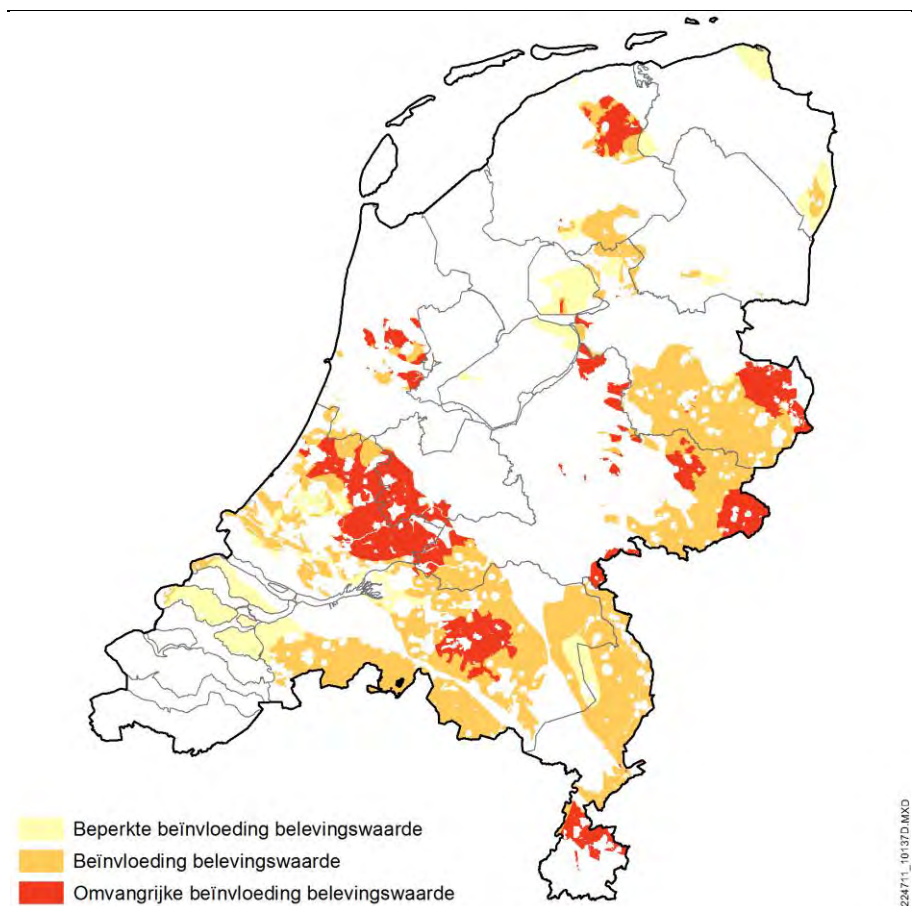 Beperkte beïnvloeding belevingswaarde
Beïnvloeding belevingswaarde
Omvangrijke beïnvloeding belevingswaarde
224711_10137D.MXD